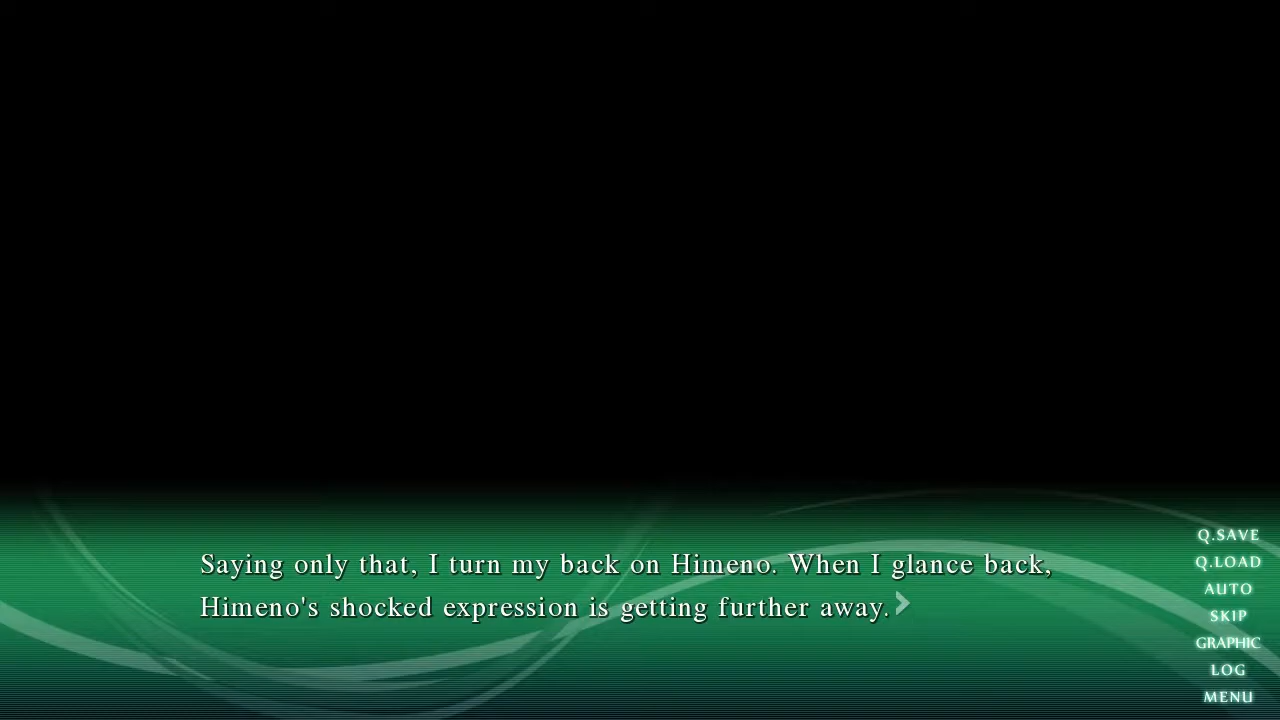 Saying only that, I turn my back on Himeno. When I glance back,
Himeno's shocked expression is getting further away.
Q.SAVE
Q.LOAD
AUTO
SKIP
GRAPHIC
LOG
MENU